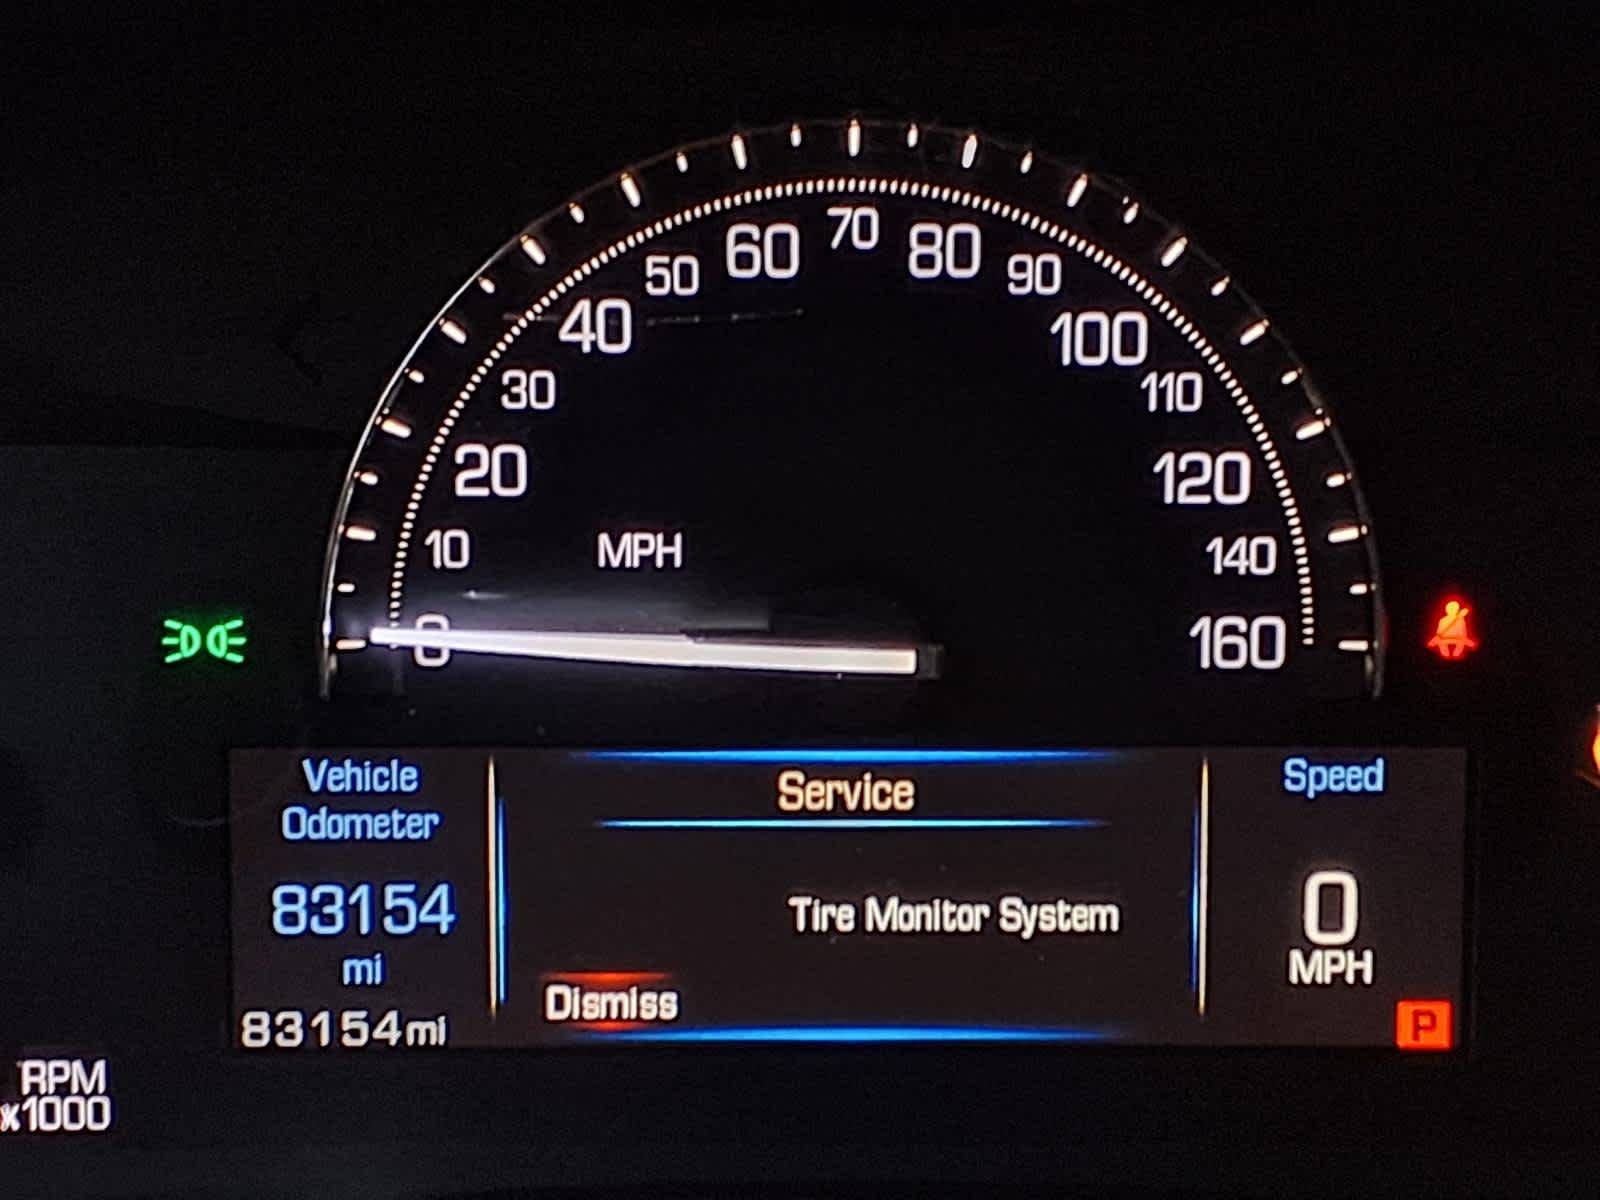 70
60 80
50 90
40 100
30 110
20 120
10 MPH 140
0 160
Vehicle
Odometer
83154
mi
83154mi
Service
Tire Monitor System
Dismiss
Speed
0
MPH
P
RPM
x1000